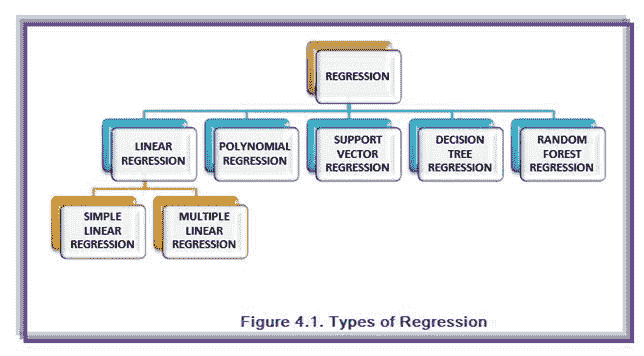 REGRESSION
LINEAR
REGRESSION
POLYNOMIAL
REGRESSION
SUPPORT
VECTOR
REGRESSION
DECISION
TREE
REGRESSION
RANDOM
FOREST
REGRESSION
SIMPLE
LINEAR
REGRESSION
MULTIPLE
LINEAR
REGRESSION
Figure 4.1. Types of Regression